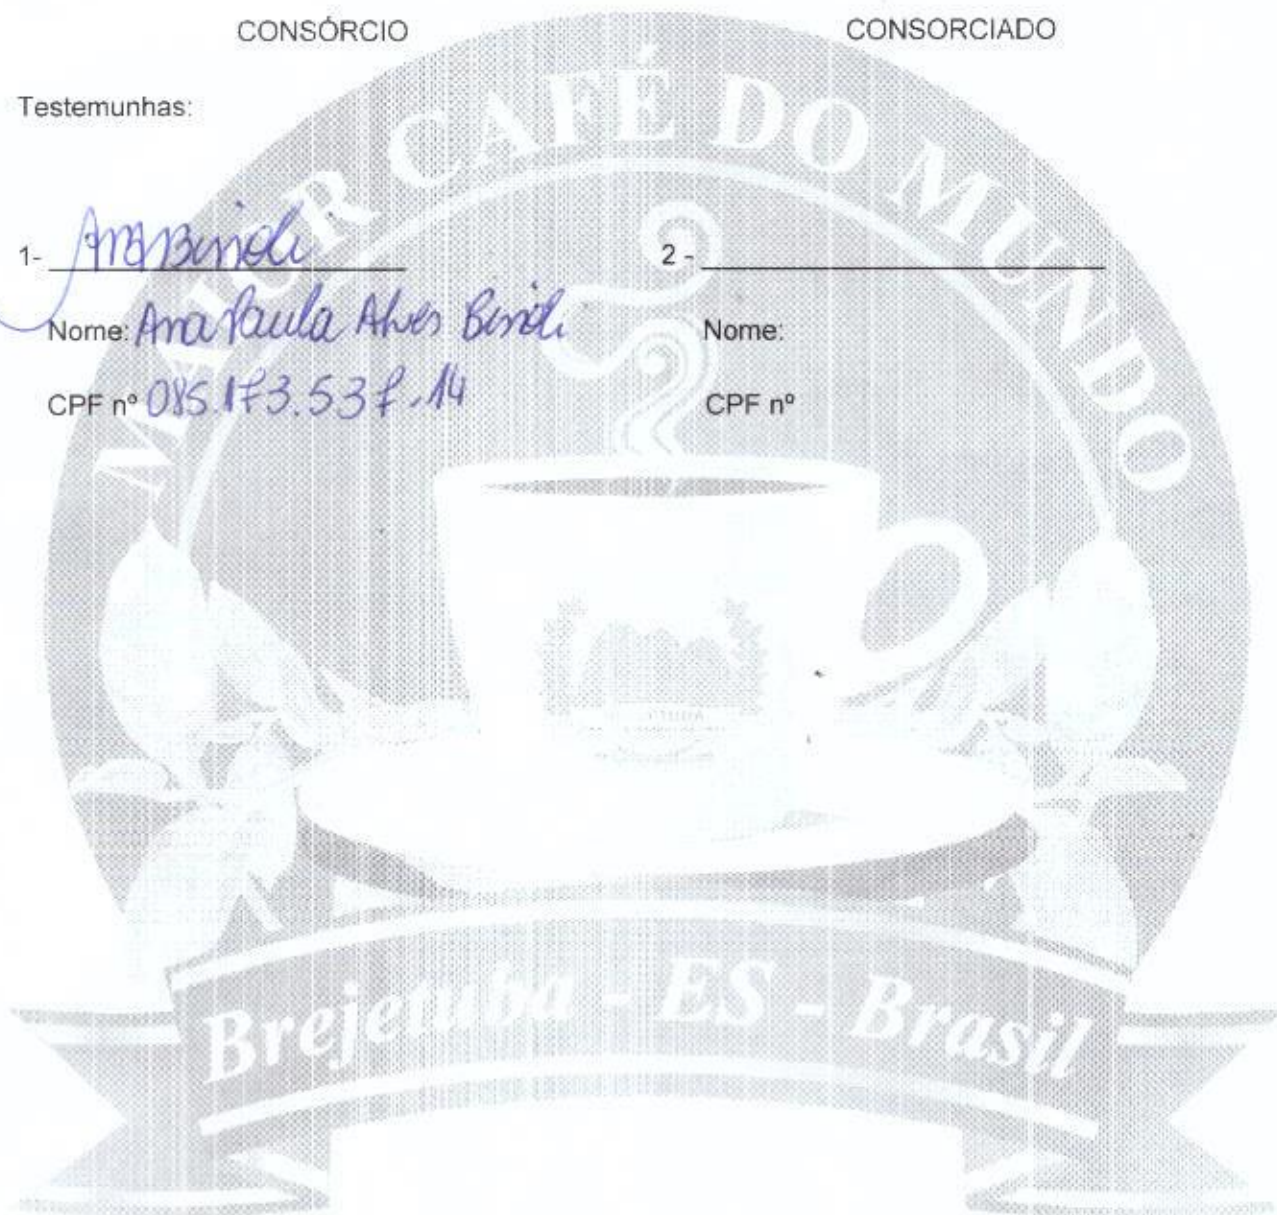 CONSÓRCIO CONSORCIADO
Testemunhas:
MAIOR CAFÉ DO MUNDO
1- 2 -
Nome: Ana Paula Alves Nome:
CPF nº 085.173.537-14 CPF nº
Brejetuba - ES - Brasil